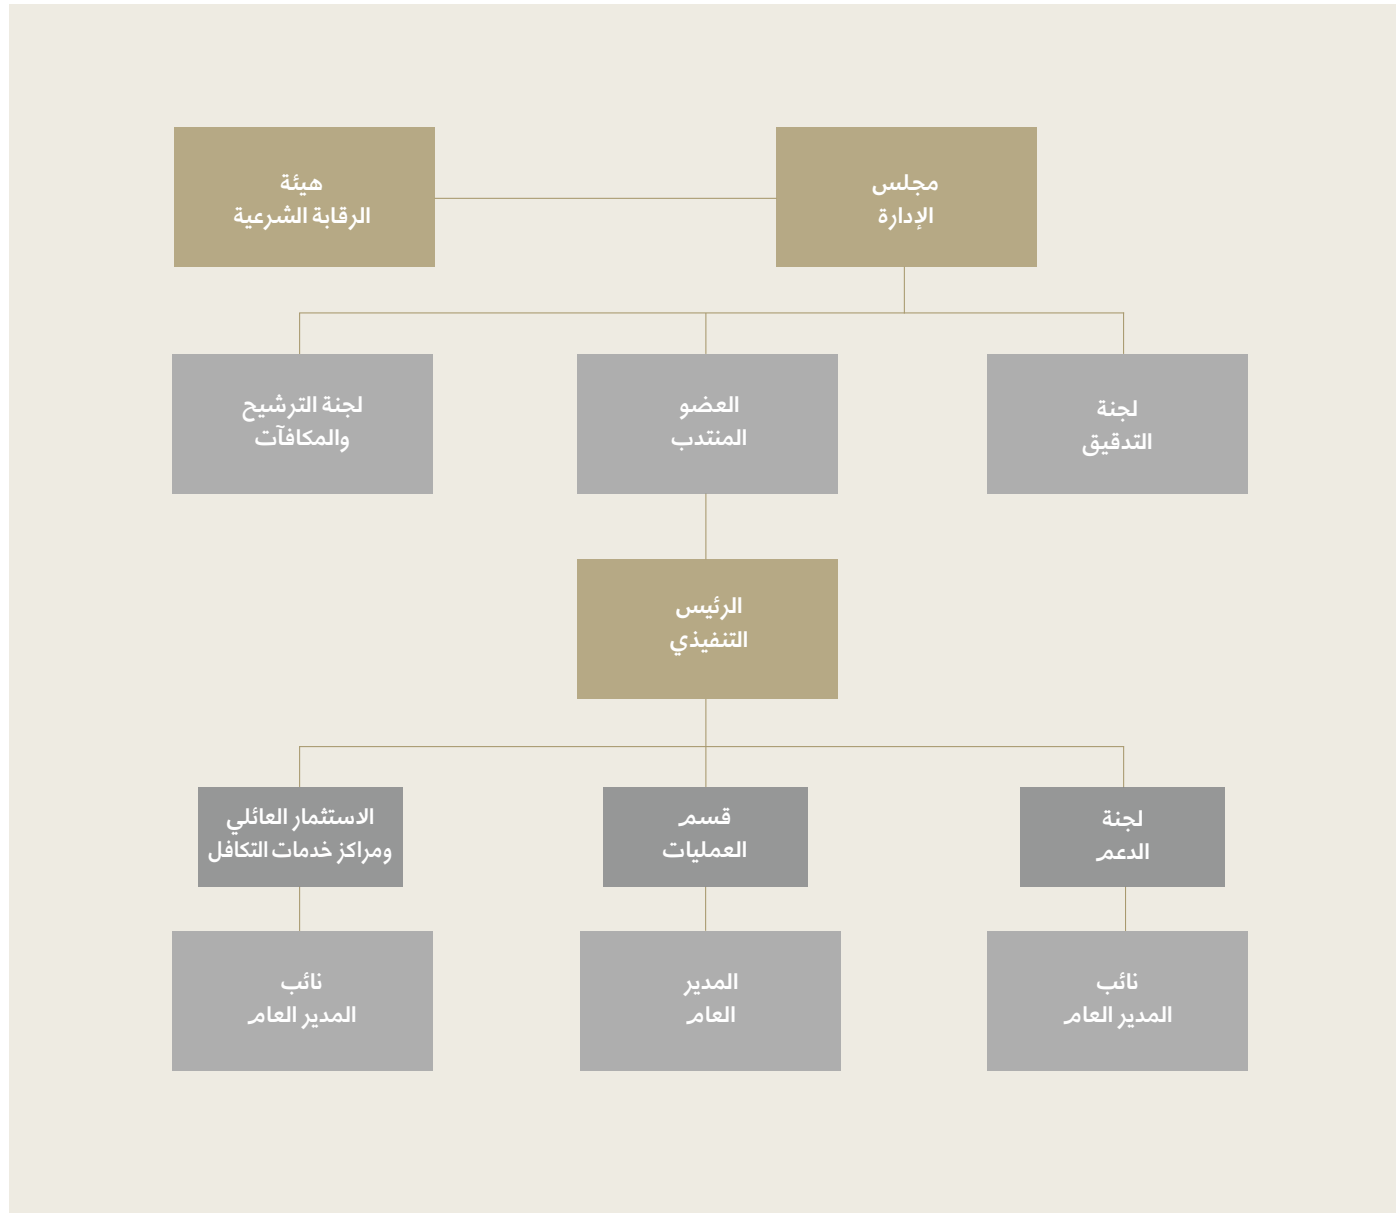 مجلس
الإدارة
هيئة
الرقابة الشرعية
لجنة
التدقيق
العضو
المنتدب
لجنة الترشيح
والمكافآت
الرئيس
التنفيذي
لجنة
الدعم
قسم
العمليات
الاستثمار العائلي
ومراكز خدمات التكافل
نائب
المدير العام
المدير
العام
نائب
المدير العام